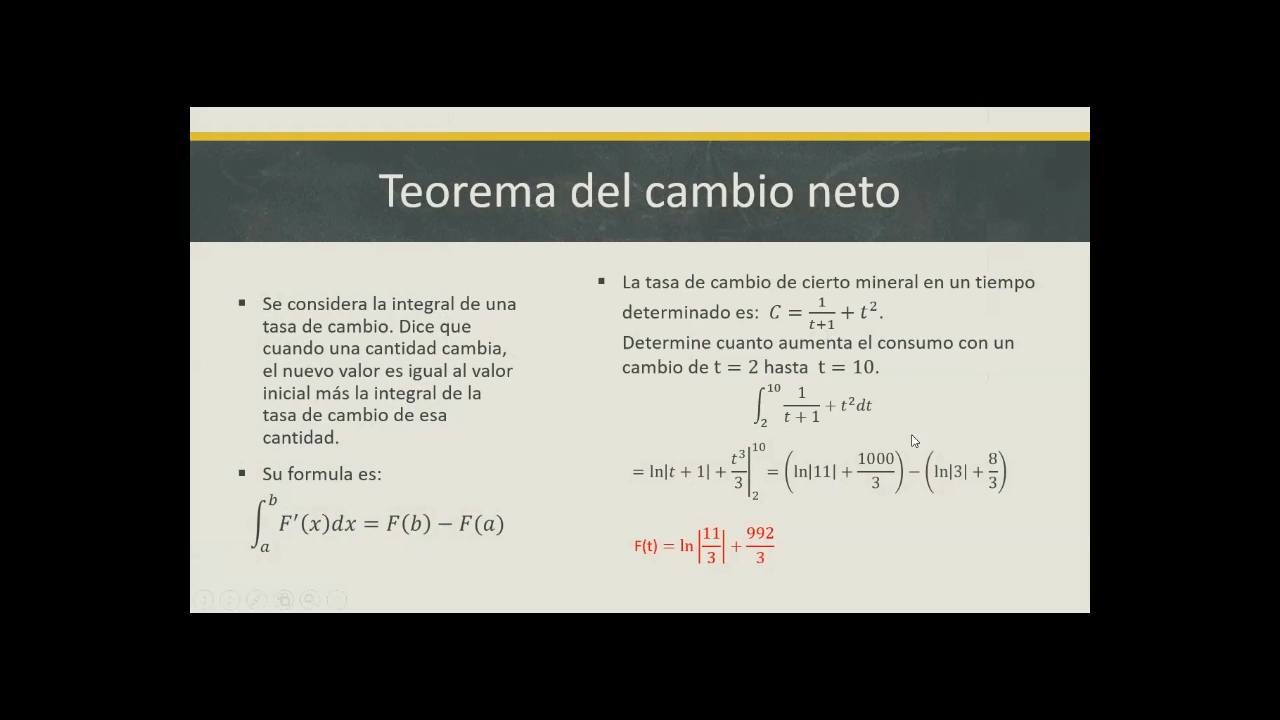 Teorema del cambio neto
▪ Se considera la integral de una
tasa de cambio. Dice que
cuando una cantidad cambia,
el nuevo valor es igual al valor
inicial más la integral de la
tasa de cambio de esa
cantidad.
▪ Su formula es:
∫_a^b F′(x)dx = F(b) − F(a)
▪ La tasa de cambio de cierto mineral en un tiempo
determinado es: C = 1/(t+1) + t².
Determine cuanto aumenta el consumo con un
cambio de t = 2 hasta t = 10.
∫_2^10 1/(t + 1) + t²dt
= ln|t + 1| + t³/3 |_2^10 = (ln|11| + 1000/3) − (ln|3| + 8/3)
F(t) = ln|11/3| + 992/3